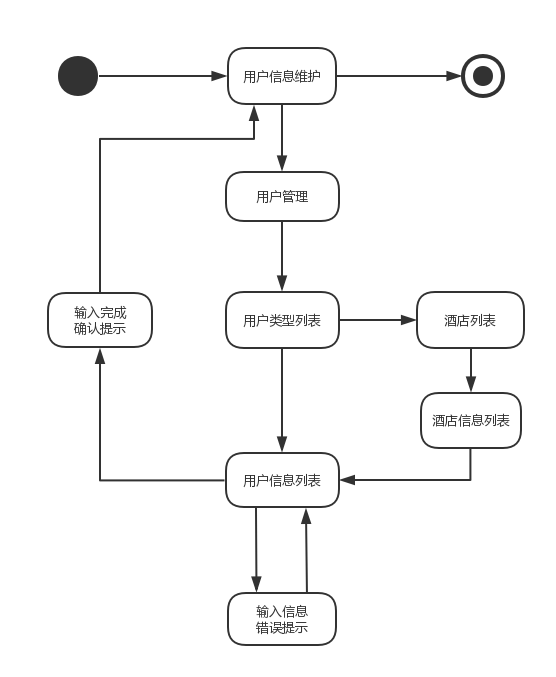 用户信息维护
用户管理
输入完成
确认提示
用户类型列表
酒店列表
酒店信息列表
用户信息列表
输入信息
错误提示